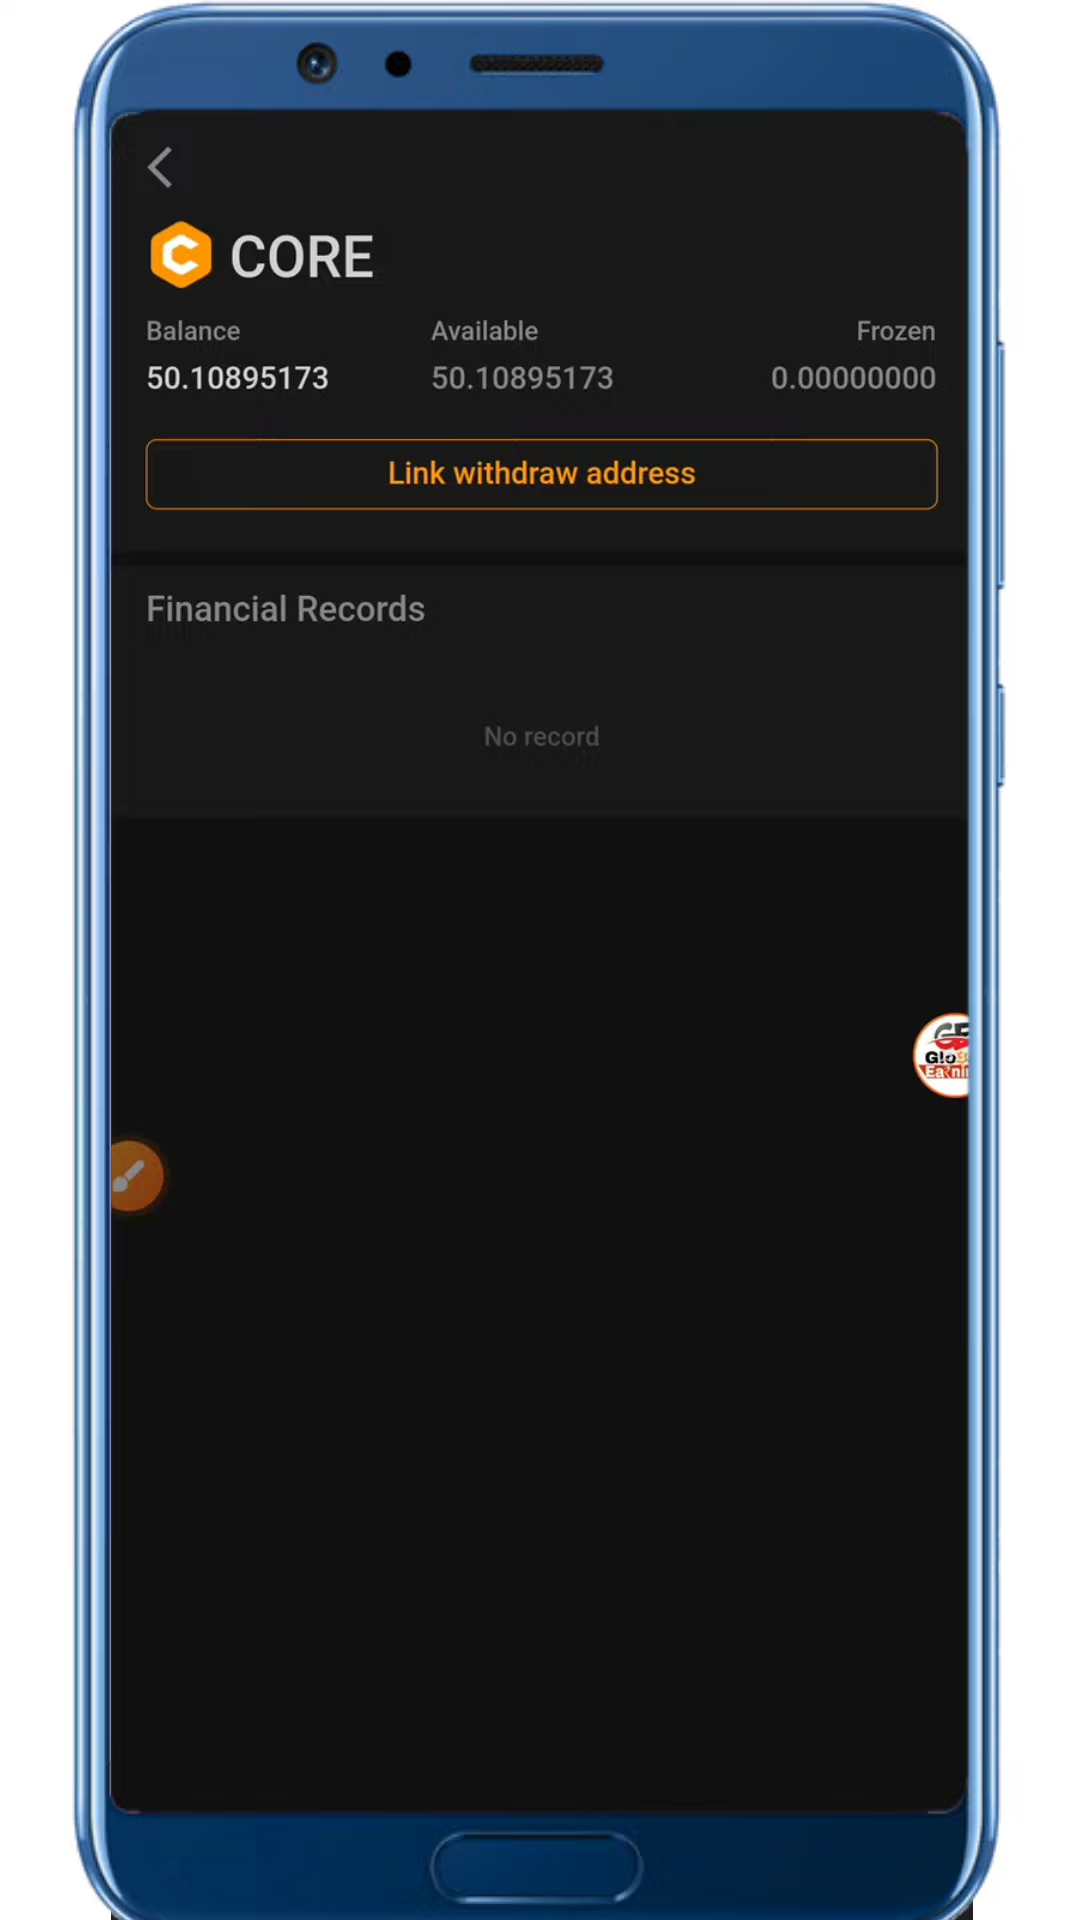 CORE
Balance Available Frozen
50.10895173 50.10895173 0.00000000
Link withdraw address
Financial Records
No record